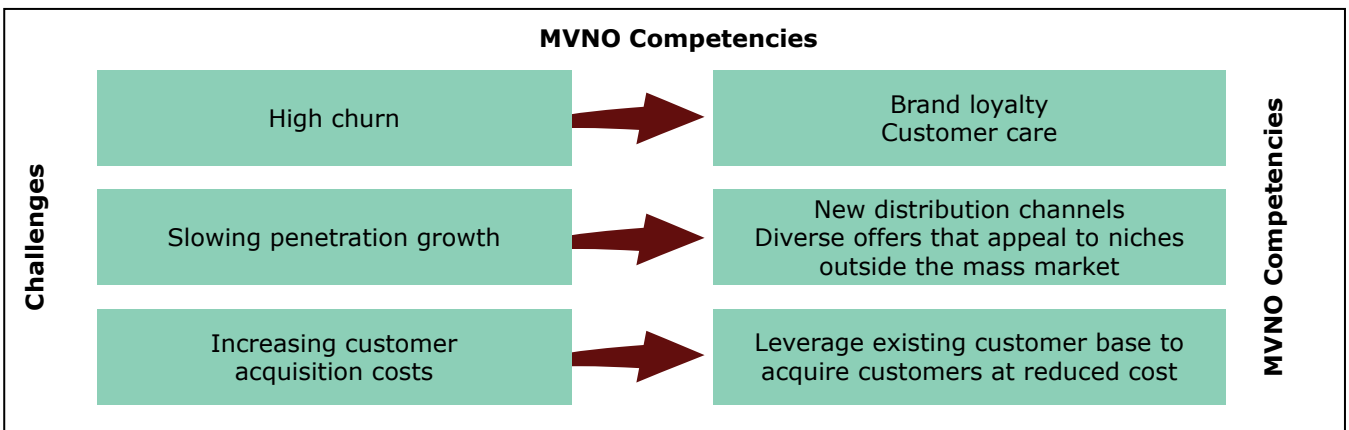 MVNO Competencies
Challenges
High churn
Brand loyalty
Customer care
Slowing penetration growth
New distribution channels
Diverse offers that appeal to niches
outside the mass market
Increasing customer
acquisition costs
Leverage existing customer base to
acquire customers at reduced cost
MVNO Competencies